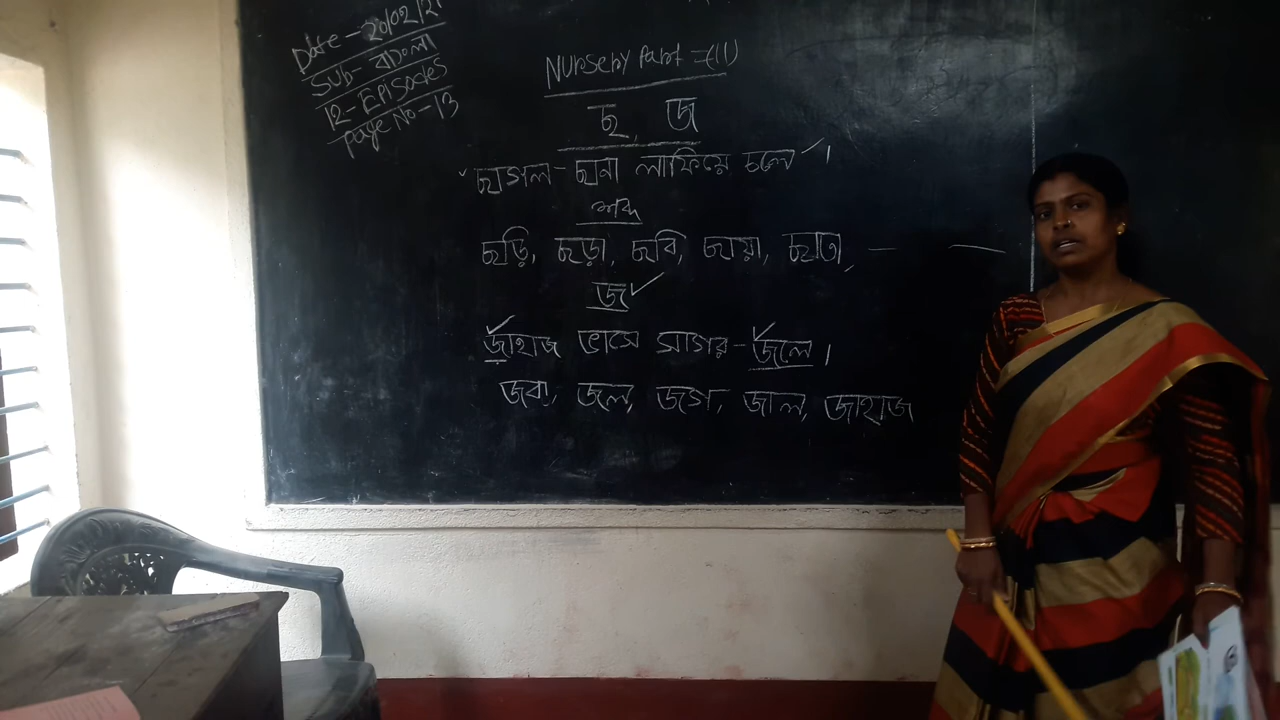 Date - 20/02/21
Sub - বাংলা
12 - Episodes
Page No - 13
Nursery Part = (11)
ছ, জ
ছাগল - ছানা লাফিয়ে চলে।
শব্দ
ছড়ি, ছড়া, ছবি, ছায়া, ছাতা,
জ
জাহাজ ভাসে সাগর - জলে।
জবা, জল, জগ, জাল, জাহাজ